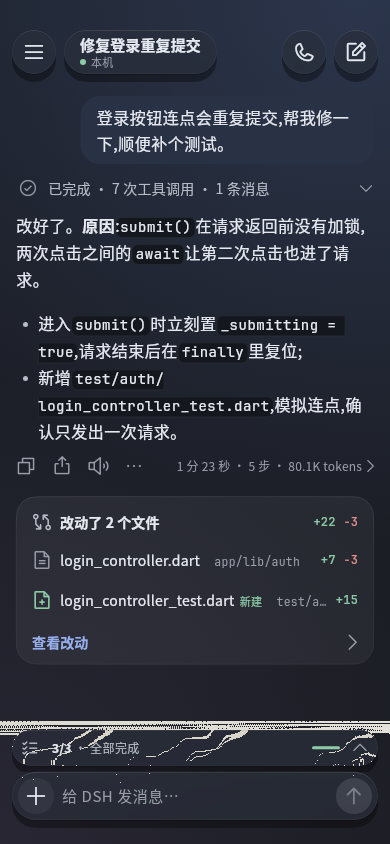 修复登录重复提交
本机
登录按钮连点会重复提交,帮我修一
下,顺便补个测试。
已完成 · 7 次工具调用 · 1 条消息
改好了。原因:submit()在请求返回前没有加锁,
两次点击之间的 await 让第二次点击也进了请
求。
• 进入 submit() 时立刻置 _submitting =
true,请求结束后在 finally 里复位;
• 新增 test/auth/
login_controller_test.dart,模拟连点,确
认只发出一次请求。
1 分 23 秒 · 5 步 · 80.1K tokens
改动了 2 个文件 +22 -3
login_controller.dart app/lib/auth +7 -3
login_controller_test.dart 新建 test/a… +15
查看改动
3/3 · 全部完成
给 DSH 发消息…